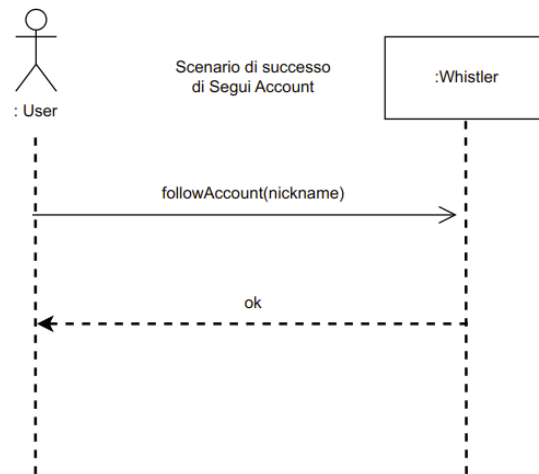 Scenario di successo
di Segui Account
:Whistler
: User
followAccount(nickname)
ok